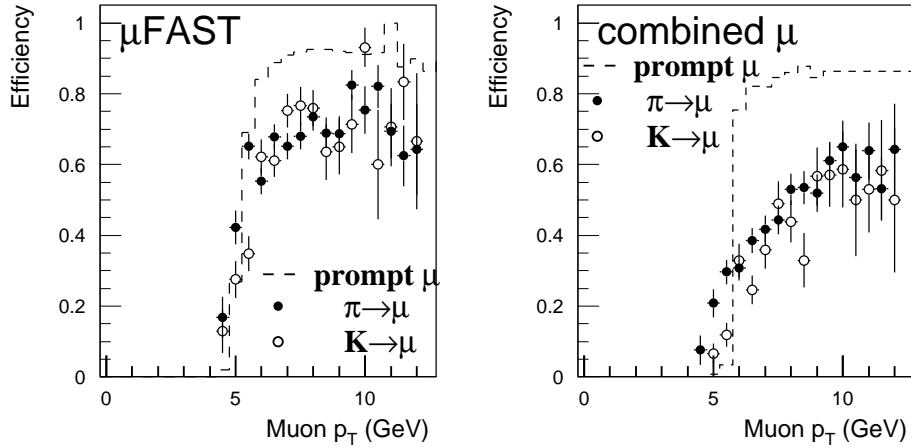 Efficiency
μFAST
1
0.8
0.6
0.4
0.2
0
prompt μ
π→μ
K→μ
0 5 10
Muon p_T (GeV)
Efficiency
combined μ
prompt μ
π→μ
K→μ
1
0.8
0.6
0.4
0.2
0
0 5 10
Muon p_T (GeV)